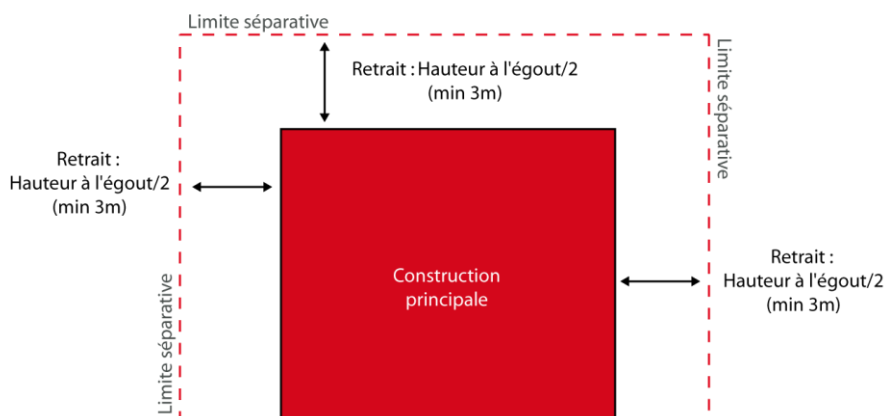 Limite séparative
Retrait : Hauteur à l'égout/2
(min 3m)
Limite séparative
Retrait :
Hauteur à l'égout/2
(min 3m)
Construction
principale
Retrait :
Hauteur à l'égout/2
(min 3m)
Limite séparative